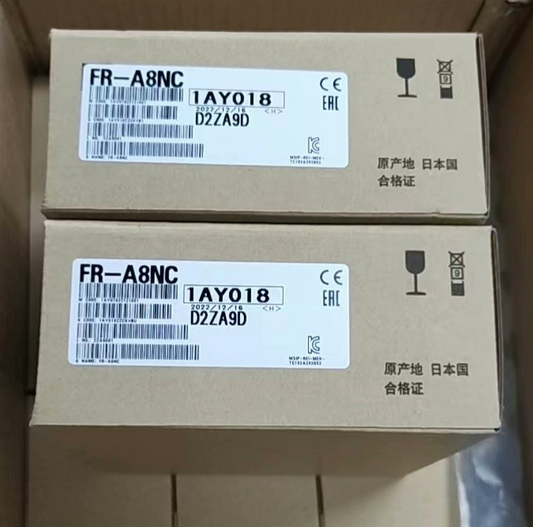 FR-A8NC
1AY018
2022/12/16 <H>
D2ZA9D
CE
EAC
原产地 日本国
合格证
FR-A8NC
1AY018
2022/12/16 <H>
D2ZA9D
CE
EAC
原产地 日本国
合格证